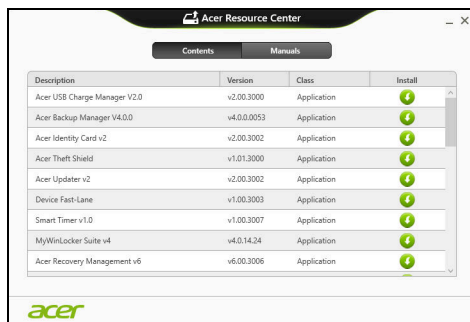 Acer Resource Center
Contents Manuals
Description Version Class Install
Acer USB Charge Manager V2.0 v2.00.3000 Application
Acer Backup Manager V4.0.0 v4.0.0.0053 Application
Acer Identity Card v2 v2.00.3002 Application
Acer Theft Shield v1.01.3000 Application
Acer Updater v2 v2.00.3002 Application
Device Fast-Lane v1.00.3003 Application
Smart Timer v1.0 v1.00.3007 Application
MyWinLocker Suite v4 v4.0.14.24 Application
Acer Recovery Management v6 v6.00.3006 Application
acer